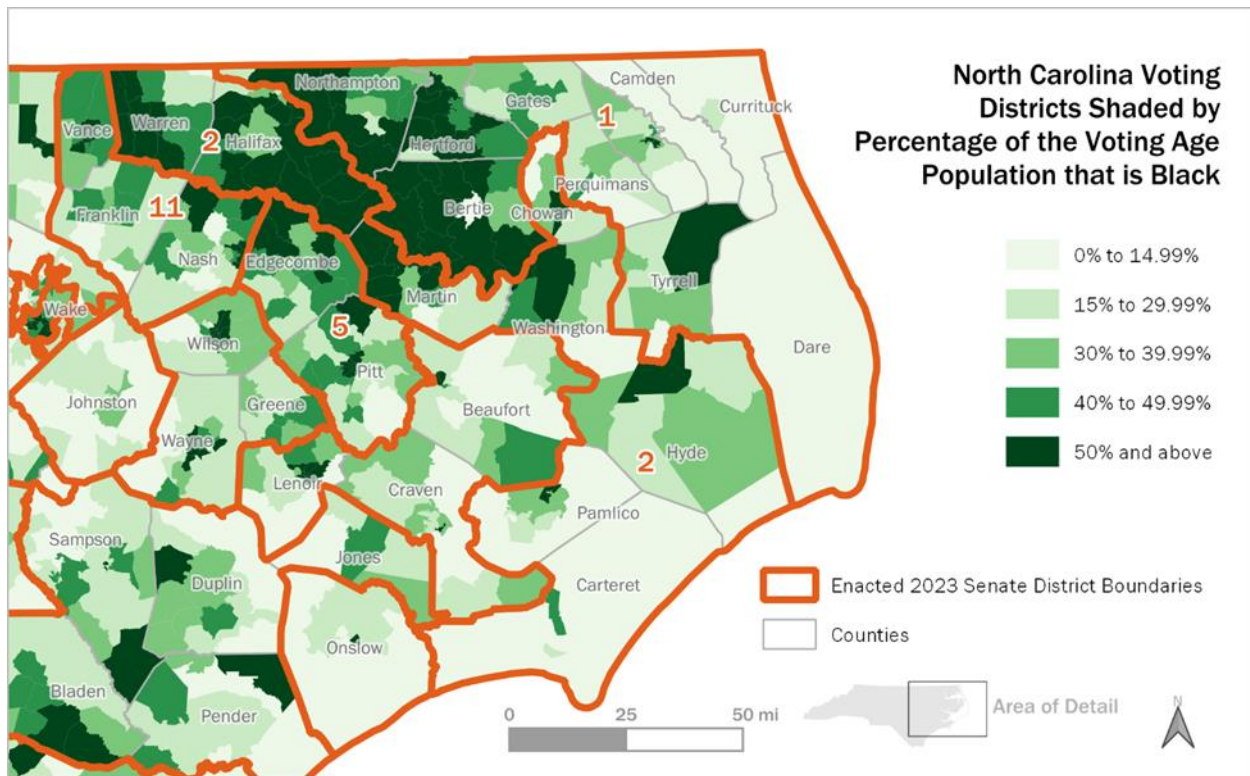 North Carolina Voting
Districts Shaded by
Percentage of the Voting Age
Population that is Black
0% to 14.99%
15% to 29.99%
30% to 39.99%
40% to 49.99%
50% and above
Camden
Northampton
Gates
Currituck
Vance
Warren
2
Halifax
1
Hertford
Perquimans
Franklin
11
Bertie
Chowan
Nash
Edgecombe
Tyrrell
Martin
Wake
5
Washington
Wilson
Dare
Pitt
Johnston
Greene
Beaufort
Wayne
2
Hyde
Lenoir
Craven
Pamlico
Sampson
Jones
Duplin
Carteret
Onslow
Bladen
Pender
Enacted 2023 Senate District Boundaries
Counties
0 25 50 mi
Area of Detail
N